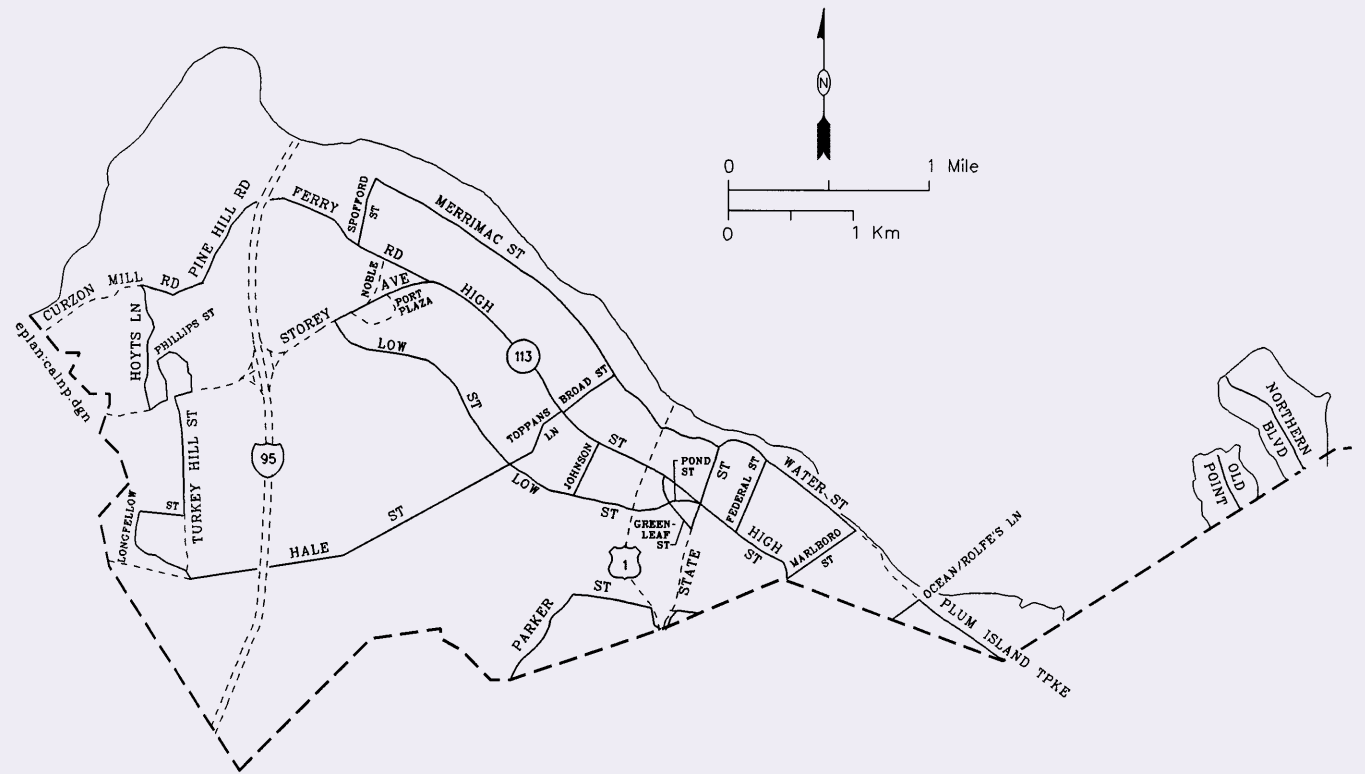 N
0 1 Mile
0 1 Km
CURZON MILL RD
PINE HILL RD
FERRY RD
SPOFFORD ST
MERRIMAC ST
NOBLE
STOREY AVE
PORT PLAZA
HIGH ST
113
HOYTS LN
PHILLIPS ST
eplan:calnp.dgn
LOW ST
TOPPANS LN
BROAD ST
JOHNSON
LOW ST
95
TURKEY HILL ST
LONGFELLOW ST
HALE ST
POND ST
GREEN-
LEAF
ST
STATE ST
FEDERAL ST
WATER ST
HIGH ST
MARLBORO ST
1
PARKER ST
OCEAN/ROLFE'S LN
PLUM ISLAND TPKE
OLD POINT
NORTHERN BLVD